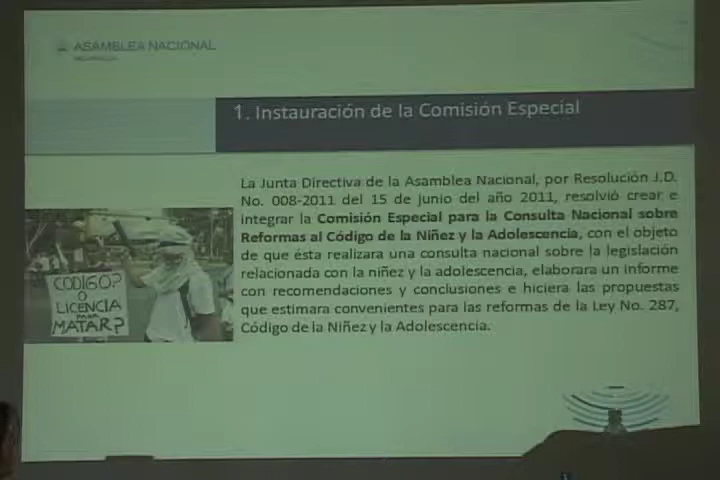 ASAMBLEA NACIONAL
1. Instauración de la Comisión Especial
La Junta Directiva de la Asamblea Nacional, por Resolución J.D.
No. 008-2011 del 15 de junio del año 2011, resolvió crear e
integrar la Comisión Especial para la Consulta Nacional sobre
Reformas al Código de la Niñez y la Adolescencia, con el objeto
de que ésta realizara una consulta nacional sobre la legislación
relacionada con la niñez y la adolescencia, elaborara un informe
con recomendaciones y conclusiones e hiciera las propuestas
que estimara convenientes para las reformas de la Ley No. 287,
Código de la Niñez y la Adolescencia.
CODIGO?
O
LICENCIA
PARA
MATAR?